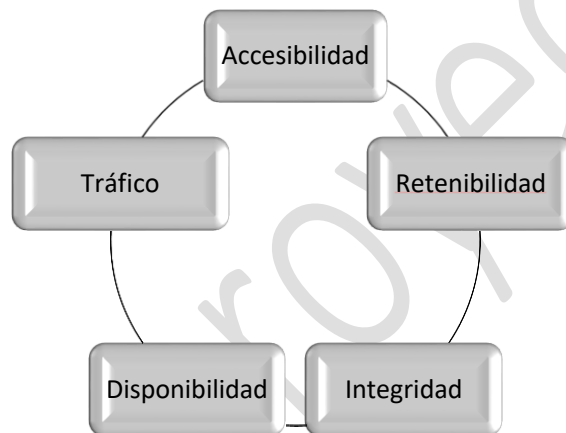 Accesibilidad
Retenibilidad
Integridad
Disponibilidad
Tráfico